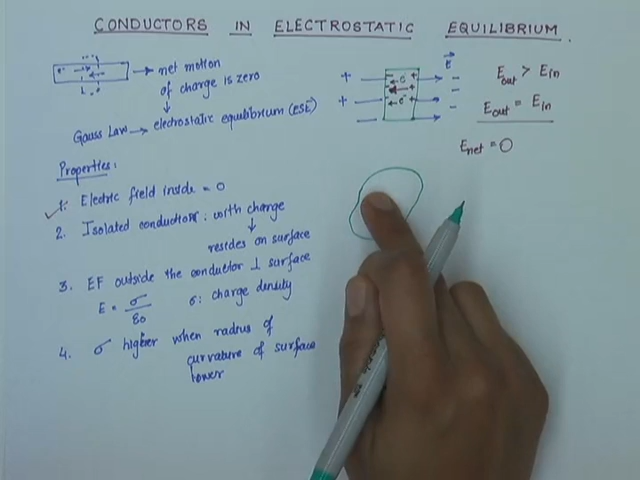 CONDUCTORS IN ELECTROSTATIC EQUILIBRIUM.
net motion
of charge is zero
Gauss Law → electrostatic equilibrium (ESE)
Properties:
1. Electric field inside = 0
2. Isolated conductors: with charge
resides on surface
3. EF outside the conductor ⊥ surface
E = σ/ε0 σ: charge density
4. σ higher when radius of
curvature of surface
lower
E
Eout > Ein
Eout = Ein
Enet = 0